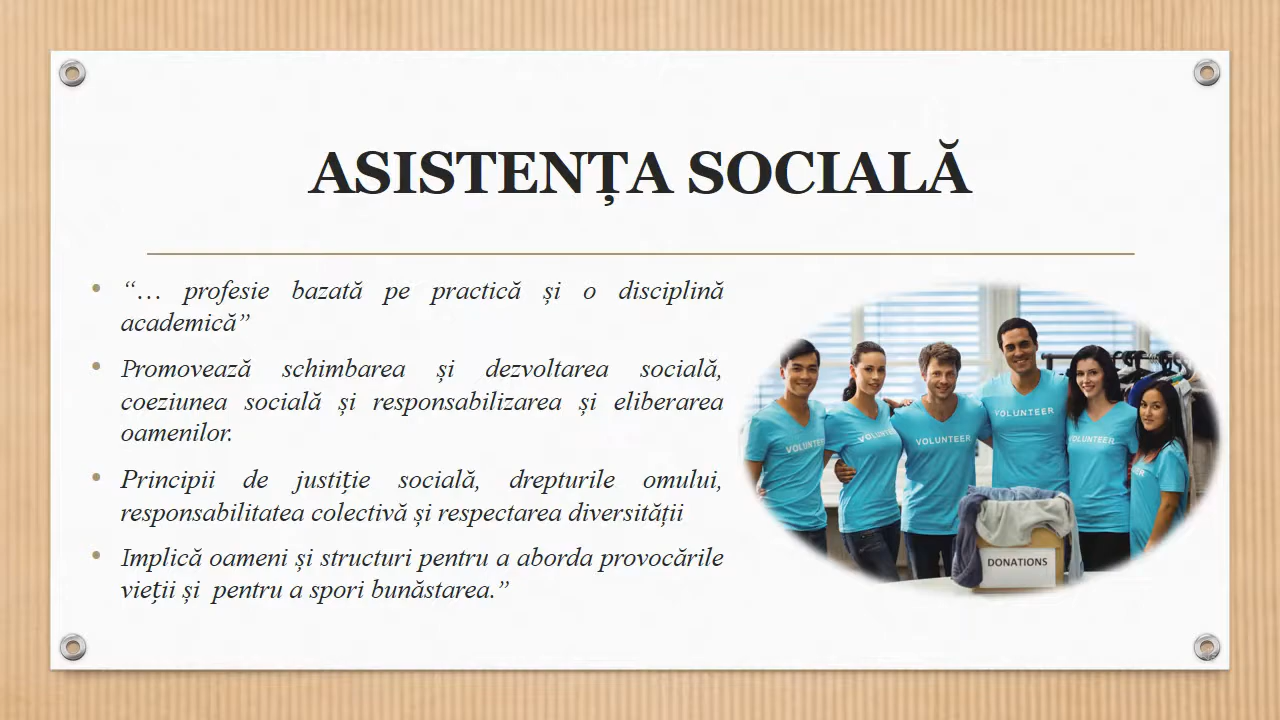 ASISTENȚA SOCIALĂ
• “… profesie bazată pe practică și o disciplină
academică”
• Promovează schimbarea și dezvoltarea socială,
coeziunea socială și responsabilizarea și eliberarea
oamenilor.
• Principii de justiție socială, drepturile omului,
responsabilitatea colectivă și respectarea diversității
• Implică oameni și structuri pentru a aborda provocările
vieții și pentru a spori bunăstarea.”
VOLUNTEER
VOLUNTEER
VOLUNTEER
VOLUNTEER
DONATIONS